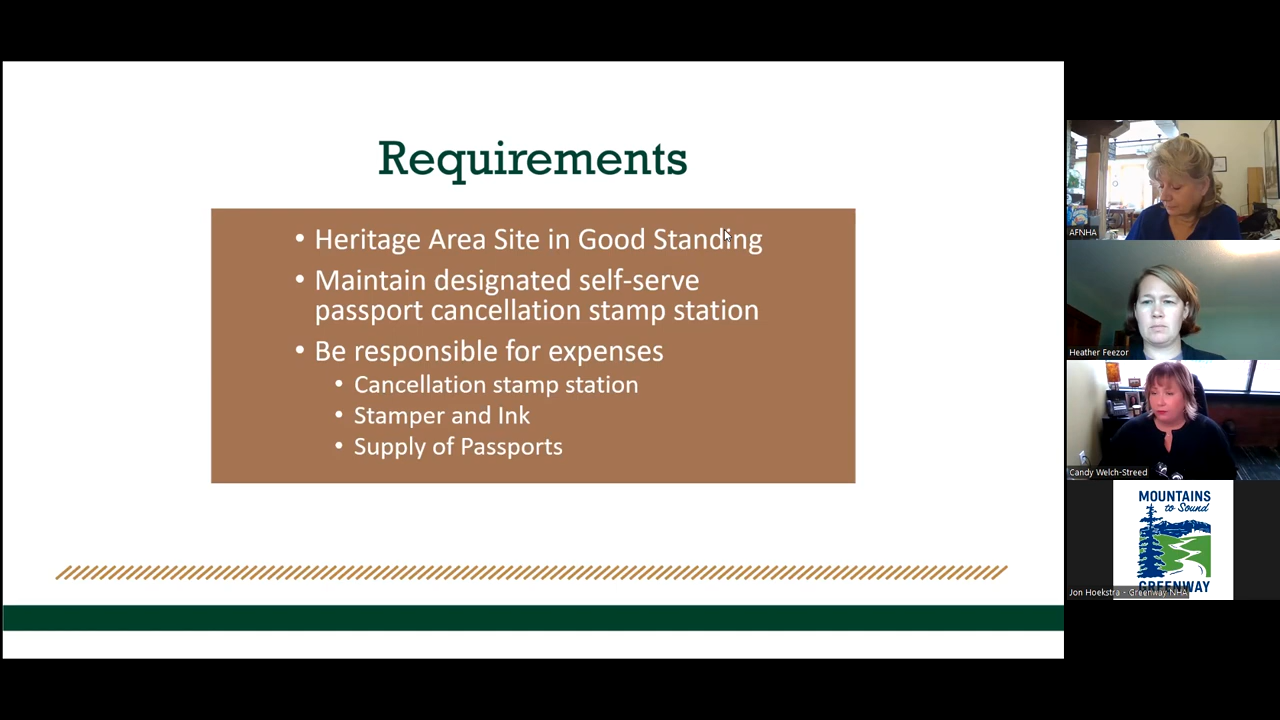 Requirements
• Heritage Area Site in Good Standing
• Maintain designated self-serve
passport cancellation stamp station
• Be responsible for expenses
• Cancellation stamp station
• Stamper and Ink
• Supply of Passports
AFNHA
Heather Feezor
Candy Welch-Streed
MOUNTAINS
to Sound
GREENWAY
Jon Hoekstra - Greenway NHA